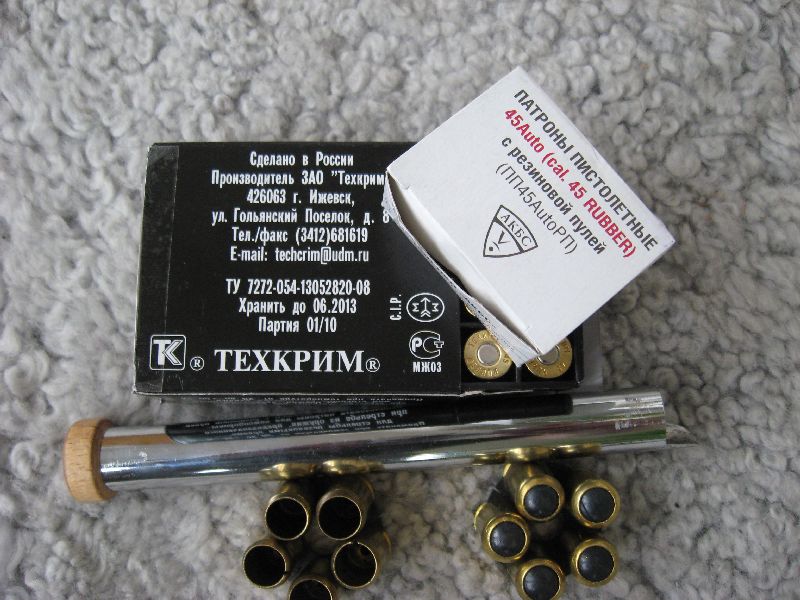 Сделано в России
Производитель ЗАО "Техкрим
426063 г. Ижевск,
ул. Гольянский Поселок, д. 8
Тел./факс (3412)681619
E-mail: techcrim@udm.ru
ТУ 7272-054-13052820-08
Хранить до 06.2013
Партия 01/10
C.I.P.
МЖ03
ТК ® ТЕХКРИМ®
ПАТРОНЫ ПИСТОЛЕТНЫЕ
45Auto (cal. 45 RUBBER)
с резиновой пулей
(ПП45AutoРП)
АКБС